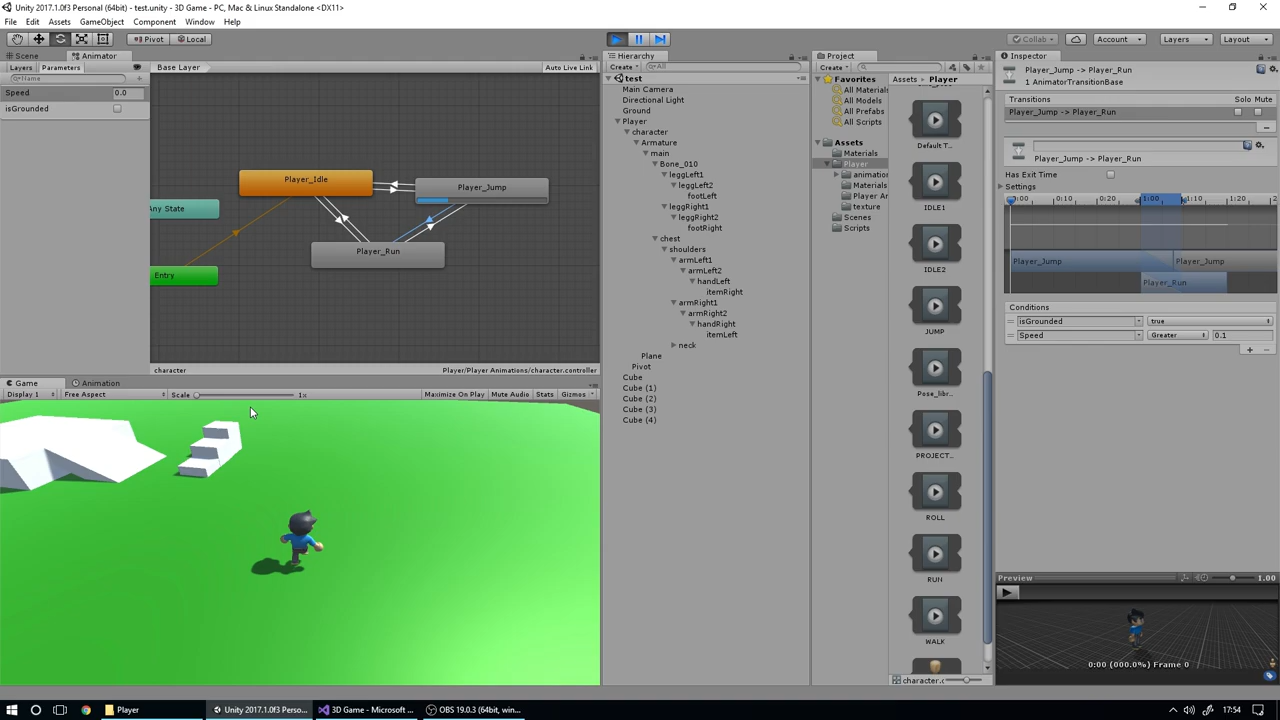 Unity 2017.1.0f3 Personal (64bit) - test.unity - 3D Game - PC, Mac & Linux Standalone <DX11>
File Edit Assets GameObject Component Window Help
Pivot Local
Collab Account Layers Layout
Scene Animator
Layers Parameters
Name
Speed 0.0
isGrounded
Base Layer
Auto Live Link
Player_Idle
Player_Jump
Any State
Player_Run
Entry
character
Player/Player Animations/character.controller
Game Animation
Display 1 Free Aspect Scale 1x Maximize On Play Mute Audio Stats Gizmos
Hierarchy
Create All
test
Main Camera
Directional Light
Ground
Player
character
Armature
main
Bone_010
leggLeft1
leggLeft2
footLeft
leggRight1
leggRight2
footRight
chest
shoulders
armLeft1
armLeft2
handLeft
itemRight
armRight1
armRight2
handRight
itemLeft
neck
Plane
Pivot
Cube
Cube (1)
Cube (2)
Cube (3)
Cube (4)
Project
Create
Favorites
All Materials
All Models
All Prefabs
All Scripts
Assets
Materials
Player
animation
Materials
Player An
texture
Scenes
Scripts
Assets Player
Default T...
IDLE1
IDLE2
JUMP
Pose_libr...
PROJECT...
ROLL
RUN
WALK
character.c
Inspector
Player_Jump -> Player_Run
1 AnimatorTransitionBase
Transitions Solo Mute
Player_Jump -> Player_Run
Player_Jump -> Player_Run
Has Exit Time
Settings
0:00 0:10 0:20 1:00 1:10 1:20
Player_Jump Player_Jump
Player_Run
Conditions
isGrounded true
Speed Greater 0.1
Preview 1.00
0:00 (000.0%) Frame 0
Player
Unity 2017.1.0f3 Perso...
3D Game - Microsoft ...
OBS 19.0.3 (64bit, win...
17:54